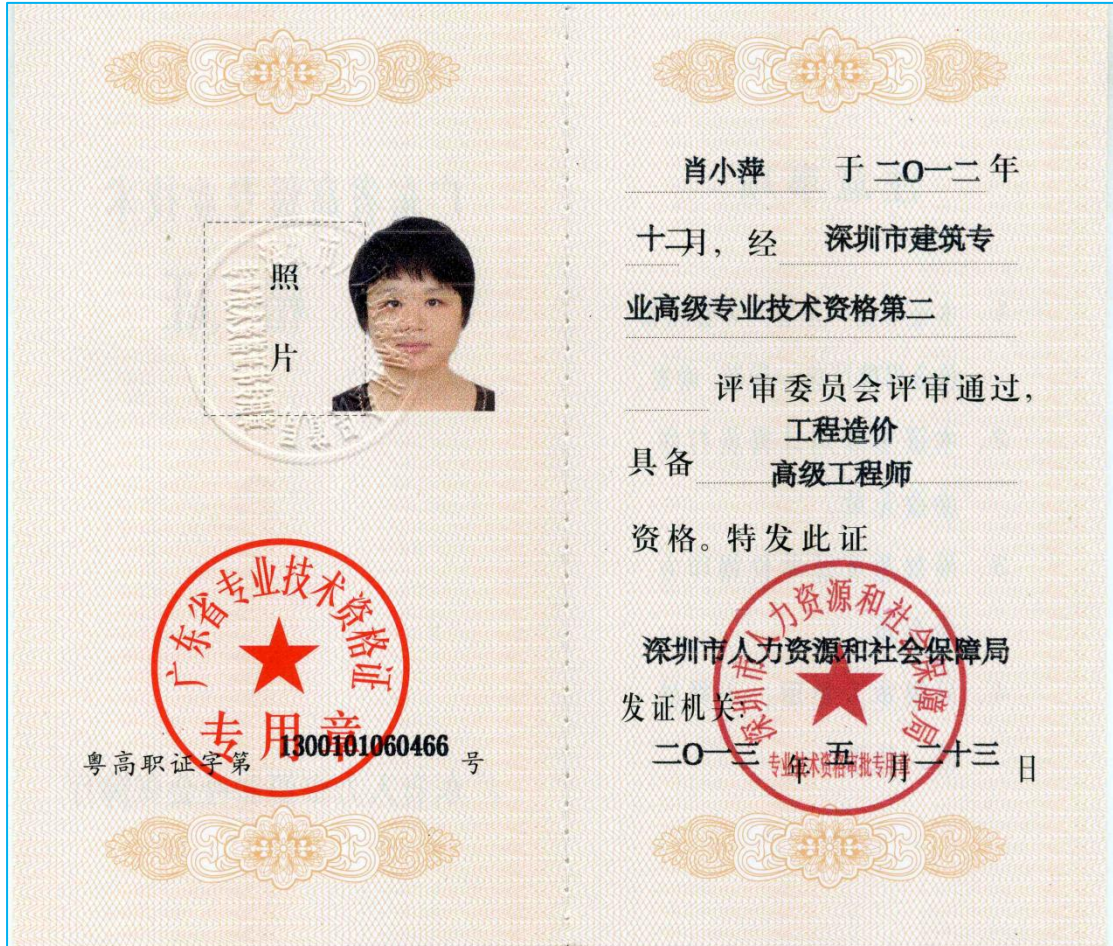 照
片
广东省专业技术资格证
专用章
粤高职证字第 1300101060466 号
肖小萍 于 二〇一二 年
十二月，经 深圳市建筑专
业高级专业技术资格第二
评审委员会评审通过，
工程造价
具备 高级工程师
资格。特发此证
深圳市人力资源和社会保障局
深圳市人力资源和社会保障局
发证机关：
二〇一三 年 五 月 二十三 日
专业技术资格审批专用章